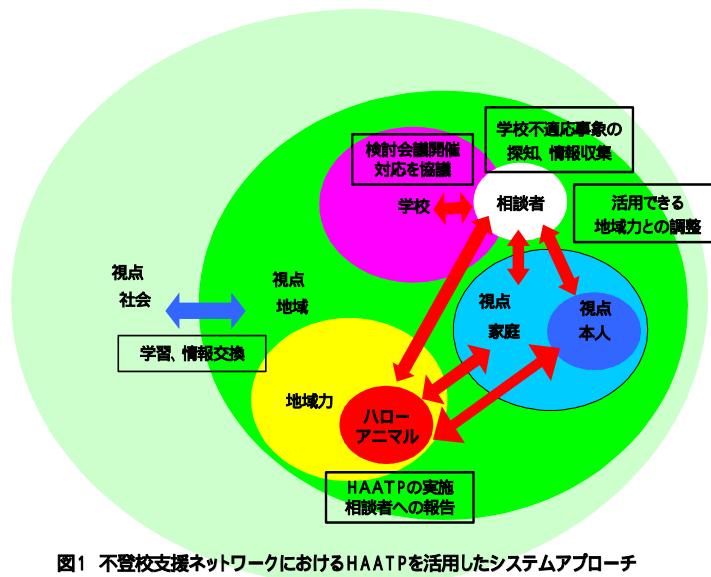 学校不適応事象の
探知、情報収集
検討会議開催
対応を協議
学校
相談者
活用できる
地域力との調整
視点
社会
視点
地域
視点
家庭
視点
本人
学習、情報交換
地域力
ハロー
アニマル
HAATPの実施
相談者への報告
図1 不登校支援ネットワークにおけるHAATPを活用したシステムアプローチ